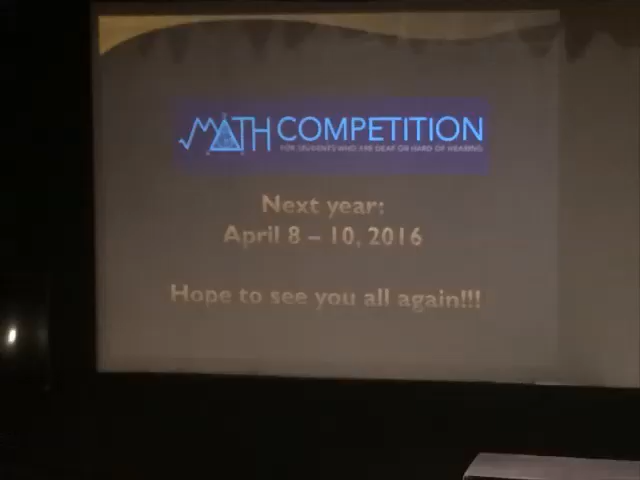 MATH COMPETITION
FOR STUDENTS WHO ARE DEAF OR HARD OF HEARING
Next year:
April 8 – 10, 2016
Hope to see you all again!!!